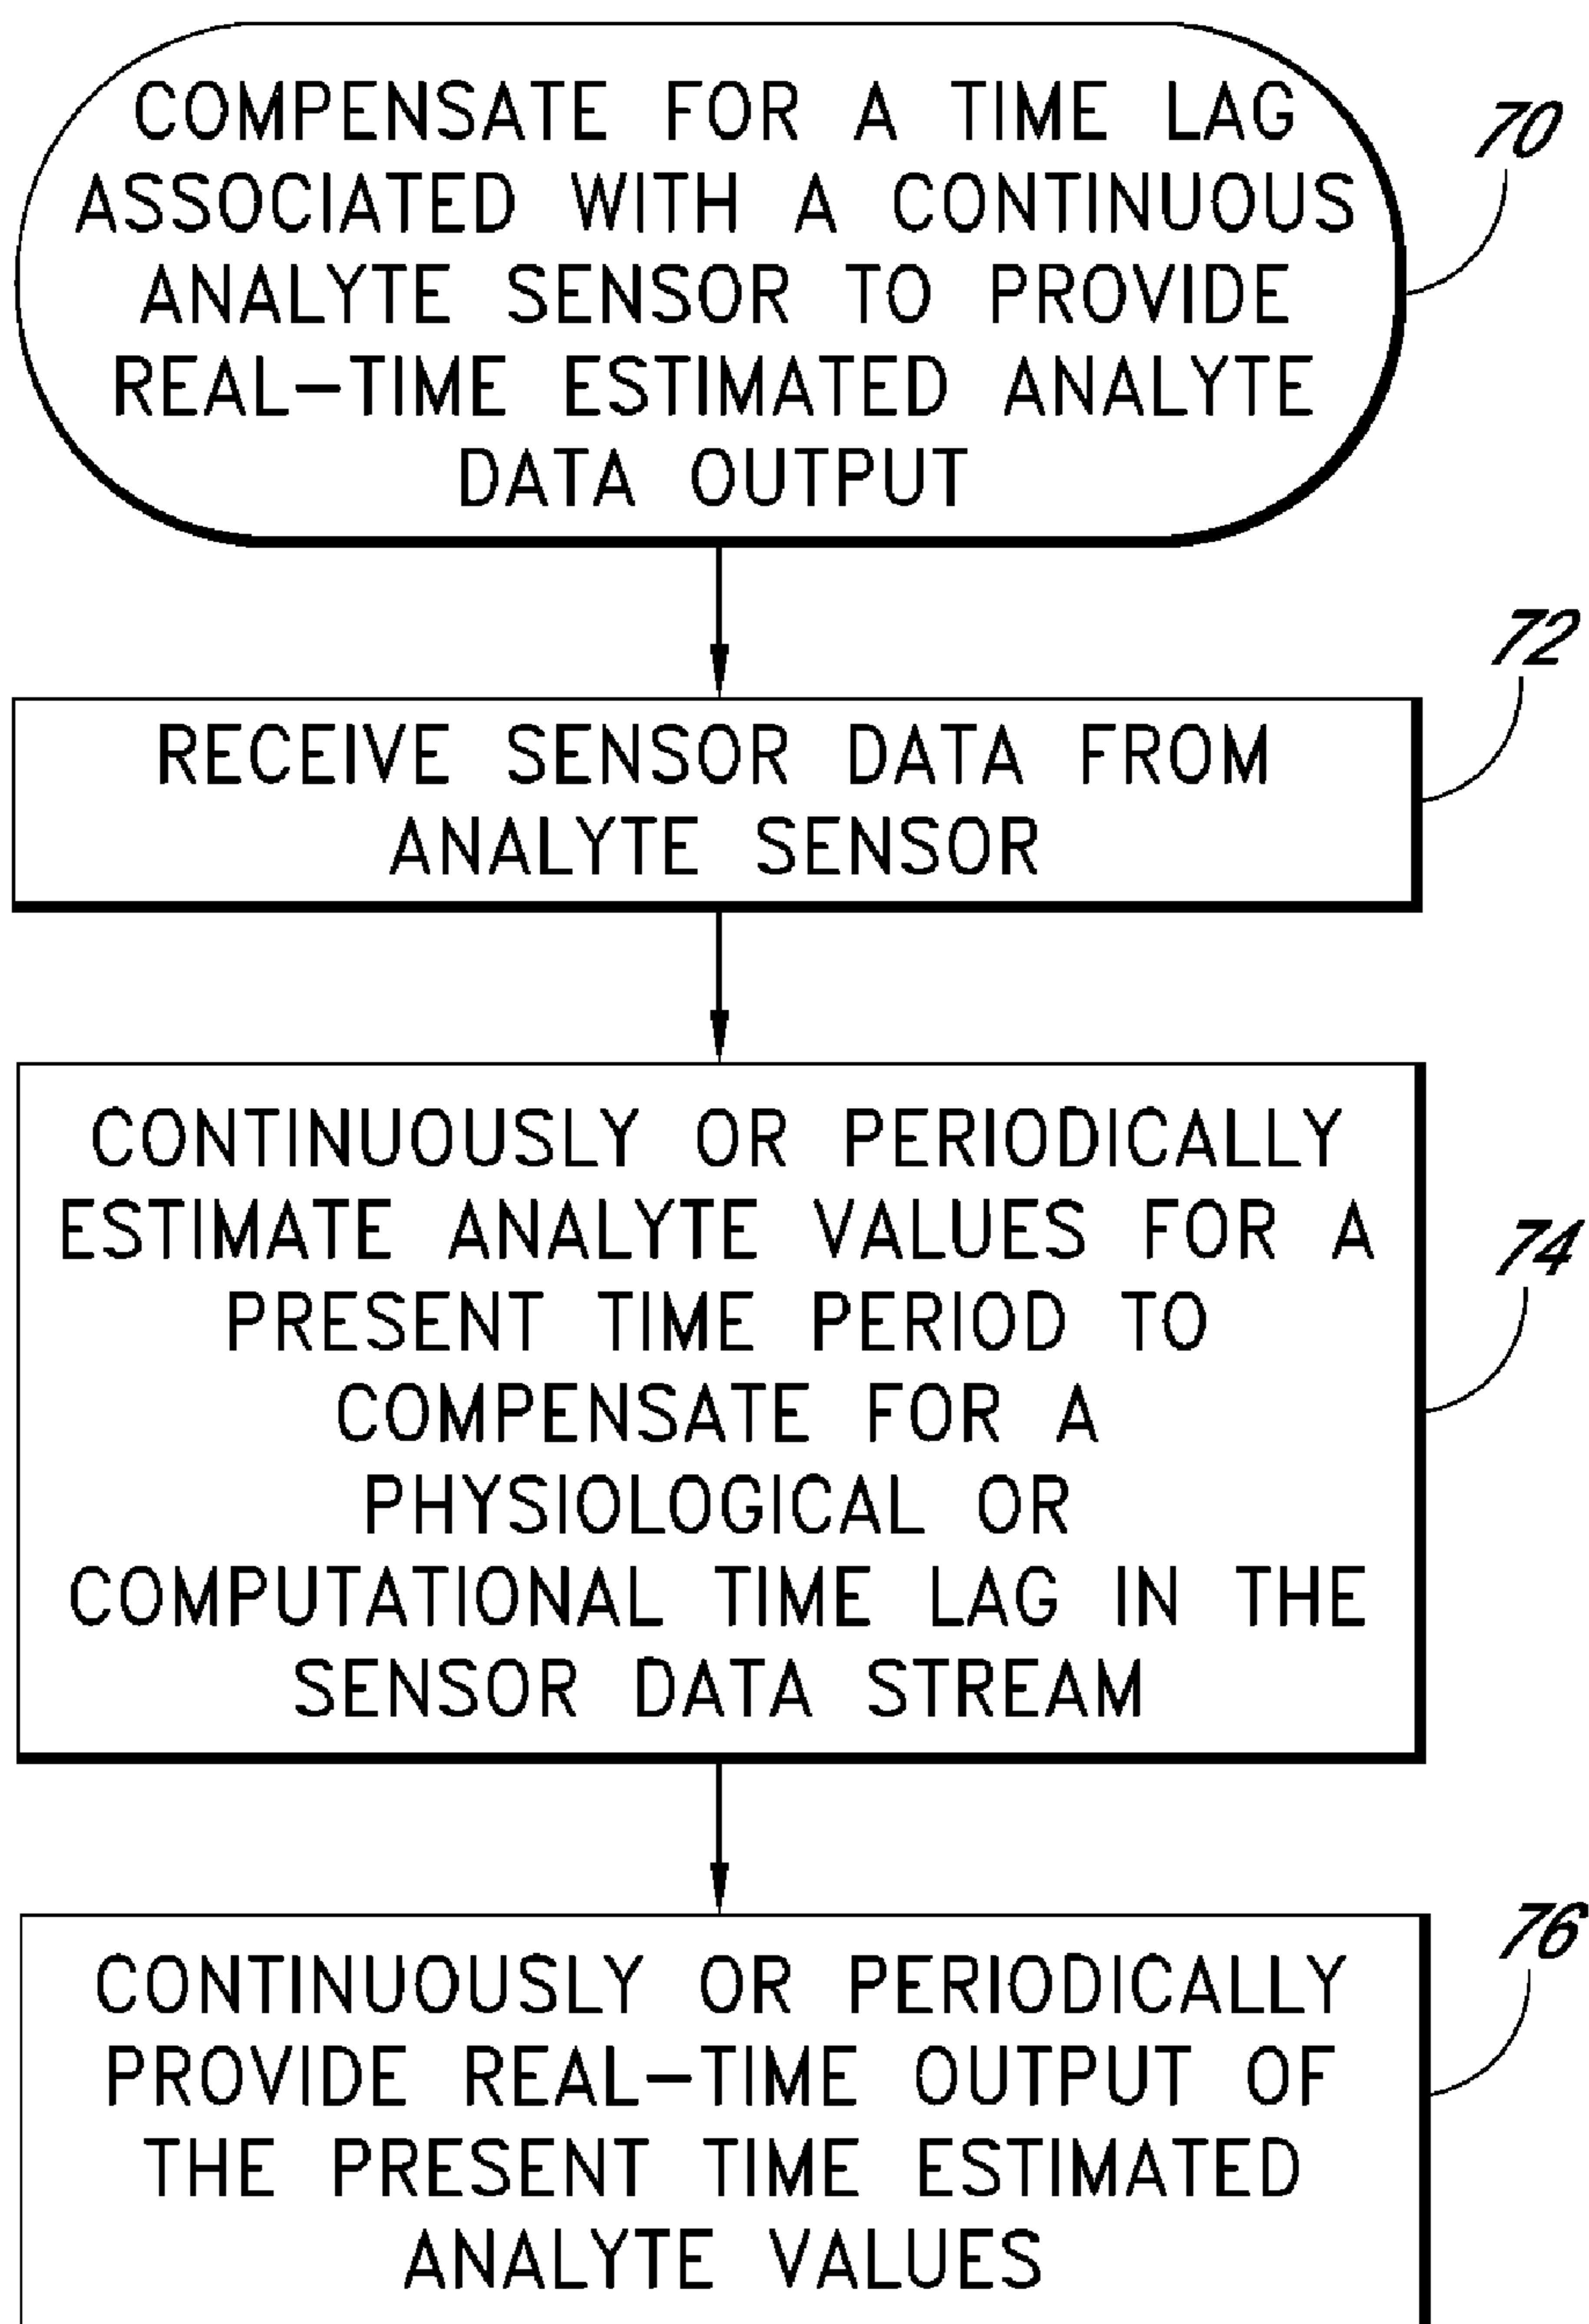 COMPENSATE FOR A TIME LAG
ASSOCIATED WITH A CONTINUOUS
ANALYTE SENSOR TO PROVIDE
REAL-TIME ESTIMATED ANALYTE
DATA OUTPUT
70
RECEIVE SENSOR DATA FROM
ANALYTE SENSOR
72
CONTINUOUSLY OR PERIODICALLY
ESTIMATE ANALYTE VALUES FOR A
PRESENT TIME PERIOD TO
COMPENSATE FOR A
PHYSIOLOGICAL OR
COMPUTATIONAL TIME LAG IN THE
SENSOR DATA STREAM
74
CONTINUOUSLY OR PERIODICALLY
PROVIDE REAL-TIME OUTPUT OF
THE PRESENT TIME ESTIMATED
ANALYTE VALUES
76